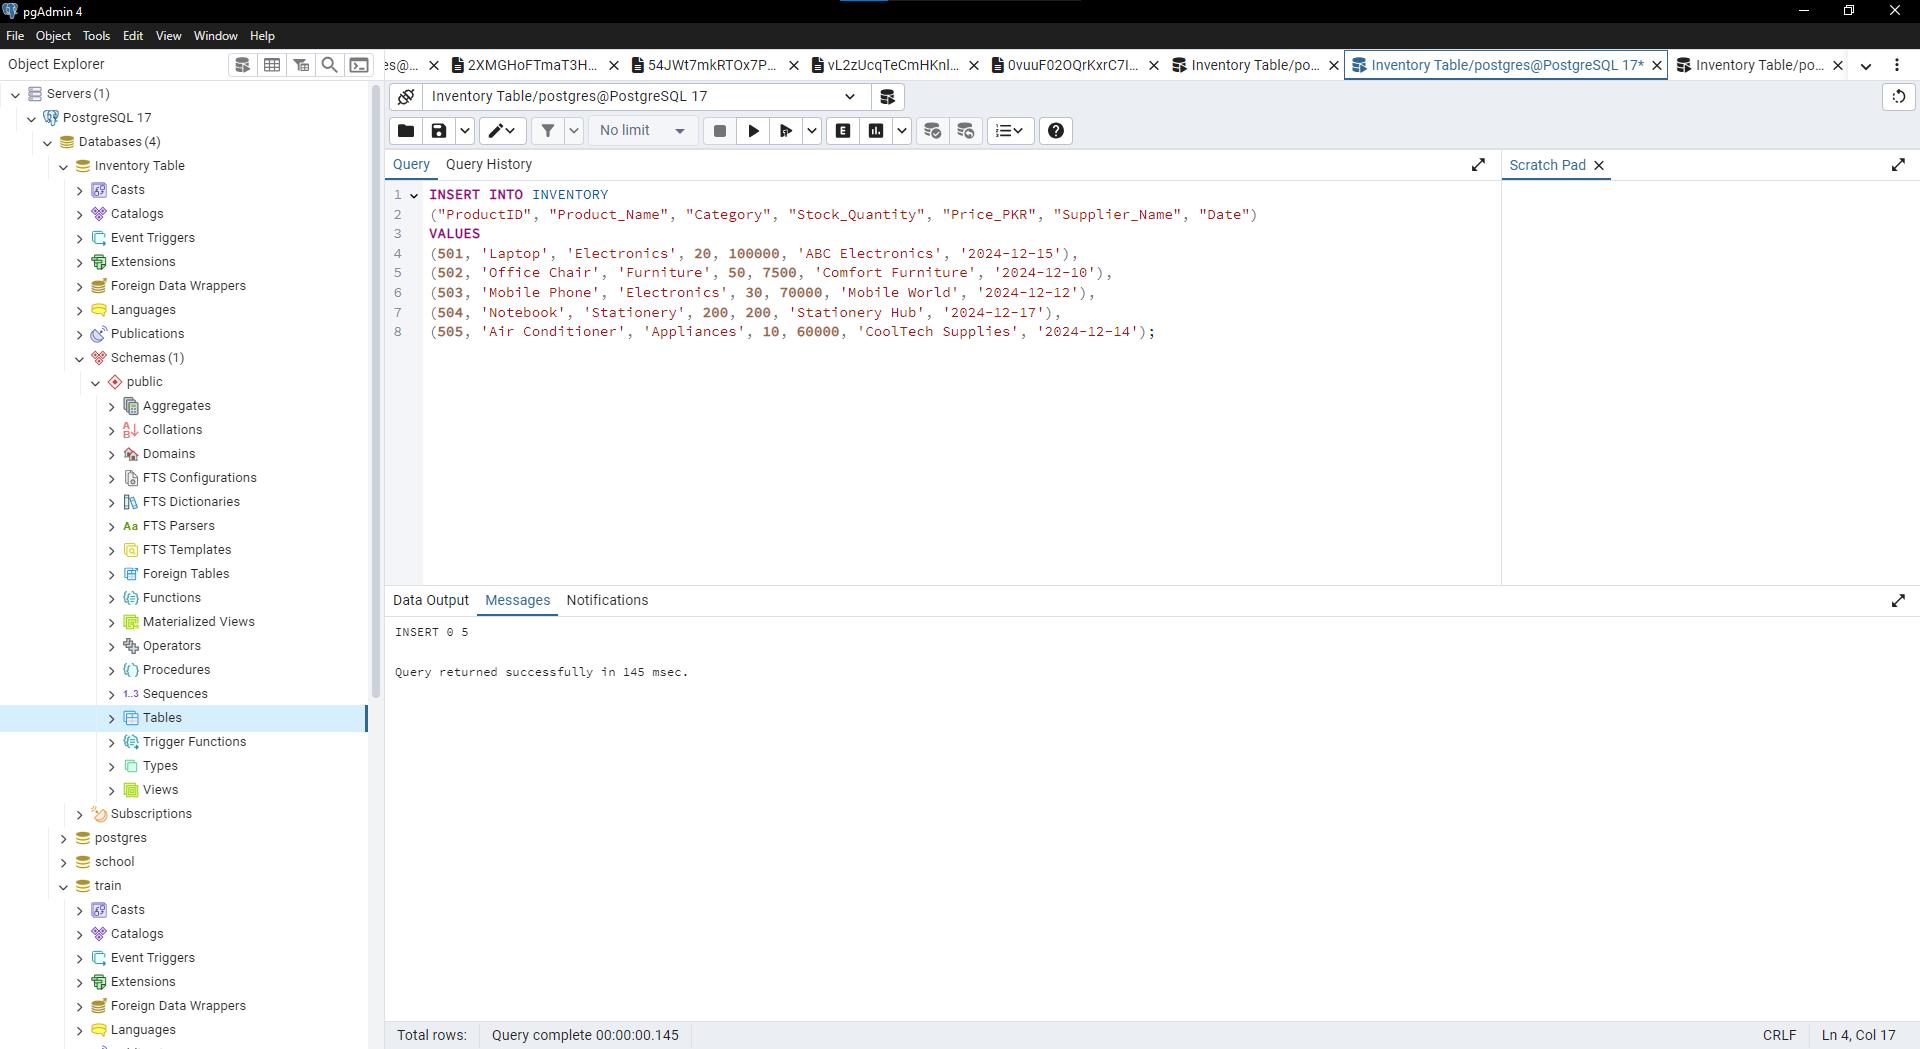 pgAdmin 4
File Object Tools Edit View Window Help
Object Explorer
es@...
2XMGHoFTmaT3H...
54JWt7mkRTOx7P...
vL2zUcqTeCmHKnl...
0vuuF02OQrKxrC7I...
Inventory Table/po...
Inventory Table/postgres@PostgreSQL 17*
Inventory Table/po...
Servers (1)
PostgreSQL 17
Databases (4)
Inventory Table
Casts
Catalogs
Event Triggers
Extensions
Foreign Data Wrappers
Languages
Publications
Schemas (1)
public
Aggregates
Collations
Domains
FTS Configurations
FTS Dictionaries
Aa FTS Parsers
FTS Templates
Foreign Tables
Functions
Materialized Views
Operators
Procedures
1..3 Sequences
Tables
Trigger Functions
Types
Views
Subscriptions
postgres
school
train
Casts
Catalogs
Event Triggers
Extensions
Foreign Data Wrappers
Languages
Inventory Table/postgres@PostgreSQL 17
No limit
E
Query Query History
Scratch Pad
1 INSERT INTO INVENTORY
2 ("ProductID", "Product_Name", "Category", "Stock_Quantity", "Price_PKR", "Supplier_Name", "Date")
3 VALUES
4 (501, 'Laptop', 'Electronics', 20, 100000, 'ABC Electronics', '2024-12-15'),
5 (502, 'Office Chair', 'Furniture', 50, 7500, 'Comfort Furniture', '2024-12-10'),
6 (503, 'Mobile Phone', 'Electronics', 30, 70000, 'Mobile World', '2024-12-12'),
7 (504, 'Notebook', 'Stationery', 200, 200, 'Stationery Hub', '2024-12-17'),
8 (505, 'Air Conditioner', 'Appliances', 10, 60000, 'CoolTech Supplies', '2024-12-14');
Data Output Messages Notifications
INSERT 0 5
Query returned successfully in 145 msec.
Total rows: Query complete 00:00:00.145
CRLF Ln 4, Col 17